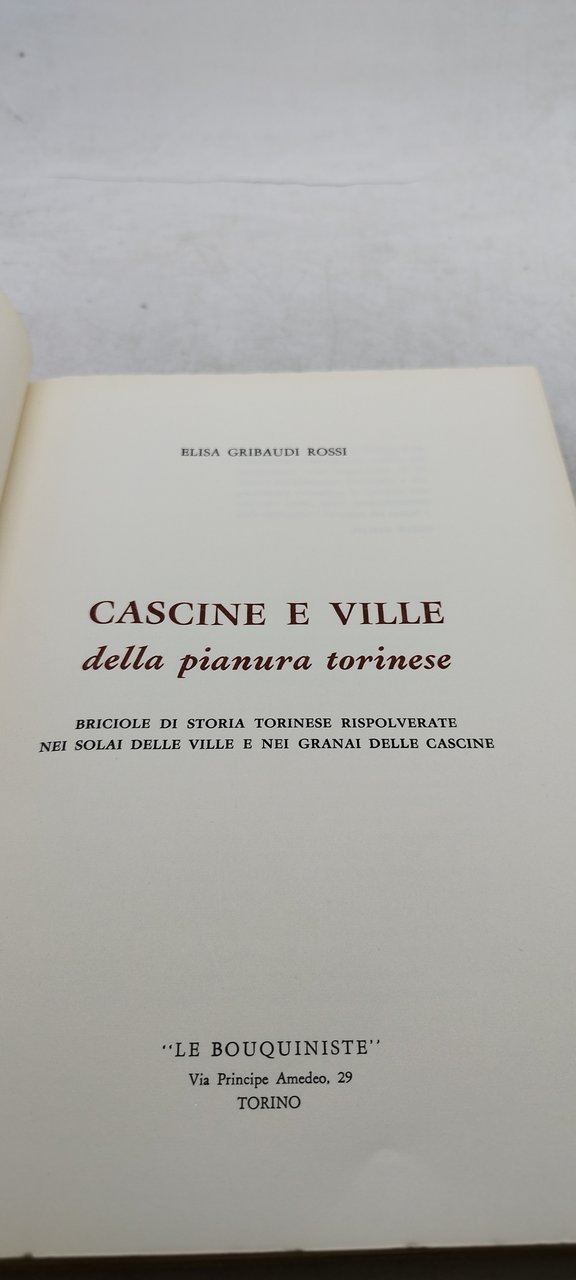 ELISA GRIBAUDI ROSSI
CASCINE E VILLE
della pianura torinese
BRICIOLE DI STORIA TORINESE RISPOLVERATE
NEI SOLAI DELLE VILLE E NEI GRANAI DELLE CASCINE
"LE BOUQUINISTE"
Via Principe Amedeo, 29
TORINO